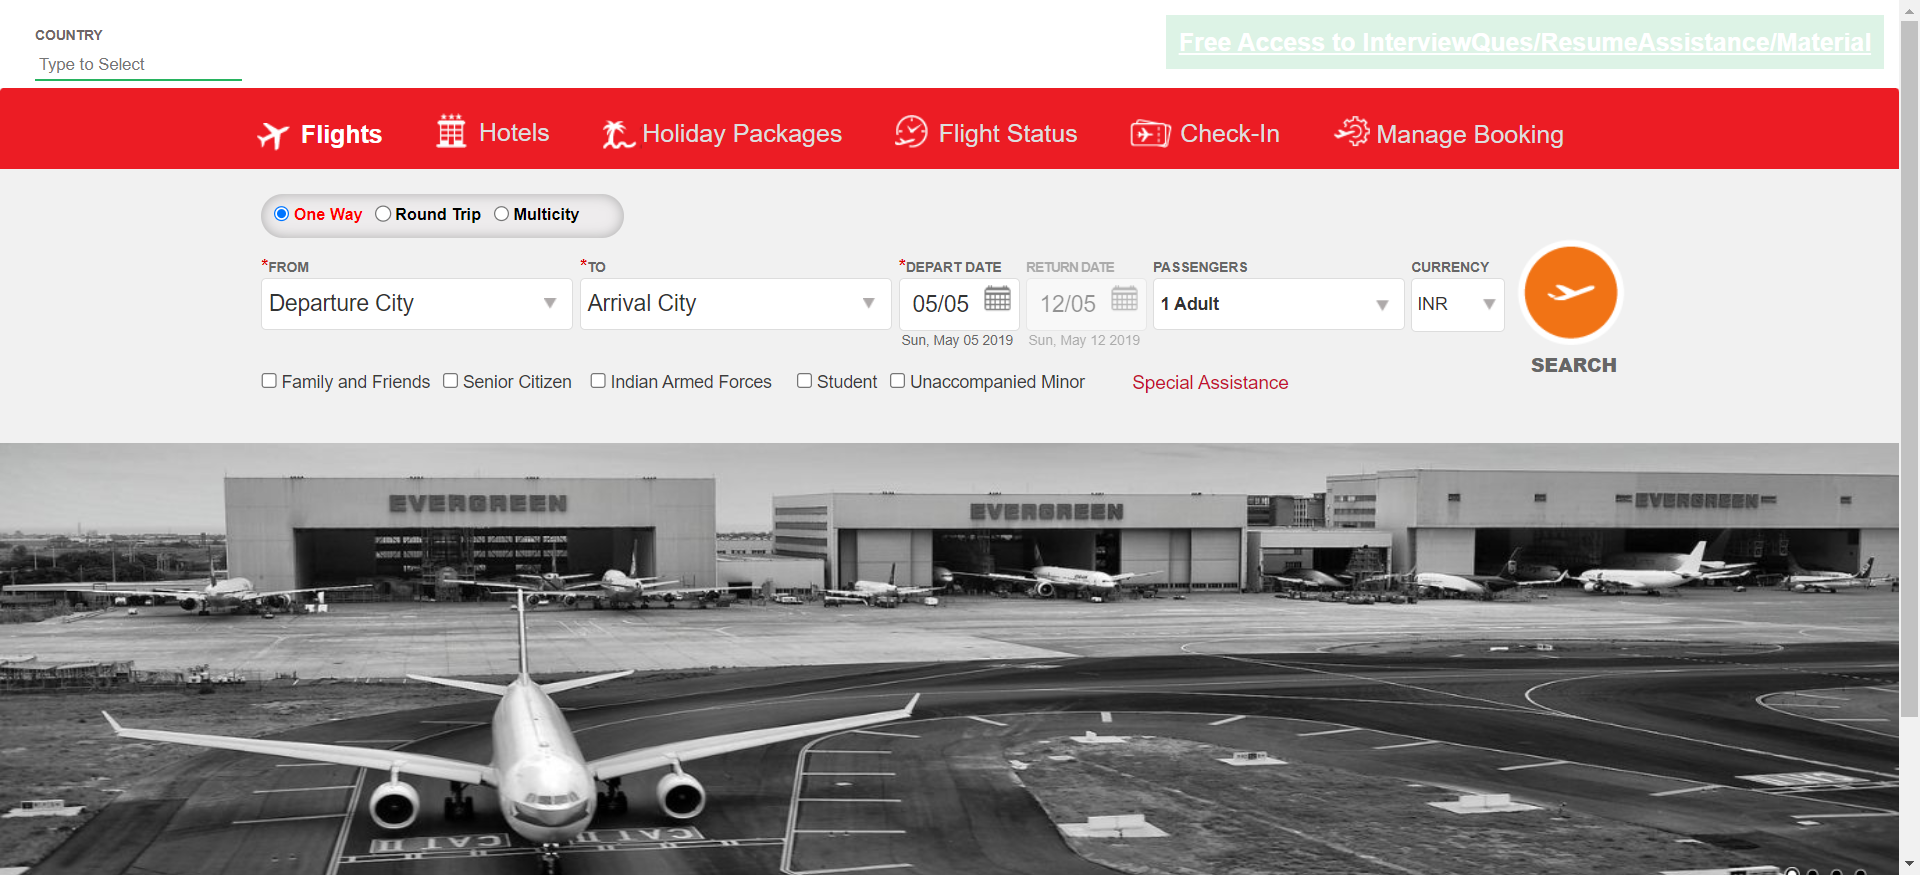 COUNTRY
Type to Select
Free Access to InterviewQues/ResumeAssistance/Material
Flights
Hotels
Holiday Packages
Flight Status
Check-In
Manage Booking
One Way
Round Trip
Multicity
*FROM
*TO
*DEPART DATE
RETURN DATE
PASSENGERS
CURRENCY
Departure City
Arrival City
05/05
12/05
1 Adult
INR
Sun, May 05 2019
Sun, May 12 2019
SEARCH
Family and Friends
Senior Citizen
Indian Armed Forces
Student
Unaccompanied Minor
Special Assistance
EVERGREEN
EVERGREEN
EVERGREEN
CAT II
CAT II